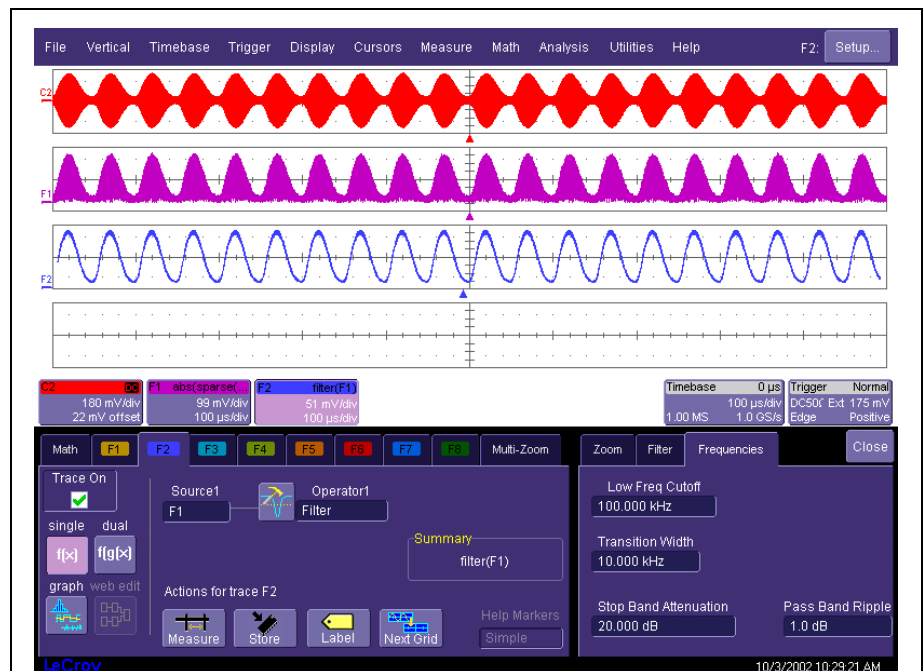 File Vertical Timebase Trigger Display Cursors Measure Math Analysis Utilities Help F2: Setup...
C2
F1
F2
C2
180 mV/div
22 mV offset
F1 abs(sparse(...
99 mV/div
100 µs/div
F2 filter(F1)
51 mV/div
100 µs/div
Timebase 0 µs
100 µs/div
1.00 MS 1.0 GS/s
Trigger Normal
Ext 175 mV
Edge Positive
Math F1 F2 F3 F4 F5 F6 F7 F8 Multi-Zoom
Zoom Filter Frequencies Close
Trace On
single dual
f(x) f(g(x))
graph web edit
Source1
F1
Operator1
Filter
Summary
filter(F1)
Actions for trace F2
Measure Store Label Next Grid
Help Markers
Simple
Low Freq Cutoff
100.000 kHz
Transition Width
10.000 kHz
Stop Band Attenuation
20.000 dB
Pass Band Ripple
1.0 dB
LeCroy
10/3/2002 10:29:21 AM